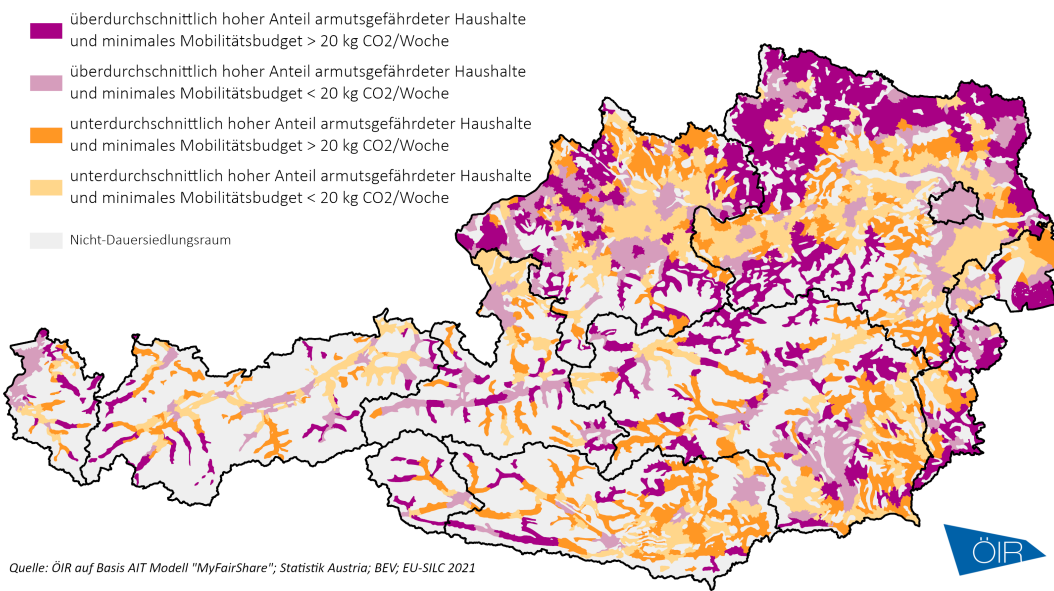 überdurchschnittlich hoher Anteil armutsgefährdeter Haushalte
und minimales Mobilitätsbudget > 20 kg CO2/Woche
überdurchschnittlich hoher Anteil armutsgefährdeter Haushalte
und minimales Mobilitätsbudget < 20 kg CO2/Woche
unterdurchschnittlich hoher Anteil armutsgefährdeter Haushalte
und minimales Mobilitätsbudget > 20 kg CO2/Woche
unterdurchschnittlich hoher Anteil armutsgefährdeter Haushalte
und minimales Mobilitätsbudget < 20 kg CO2/Woche
Nicht-Dauersiedlungsraum
Quelle: ÖIR auf Basis AIT Modell "MyFairShare"; Statistik Austria; BEV; EU-SILC 2021
ÖIR